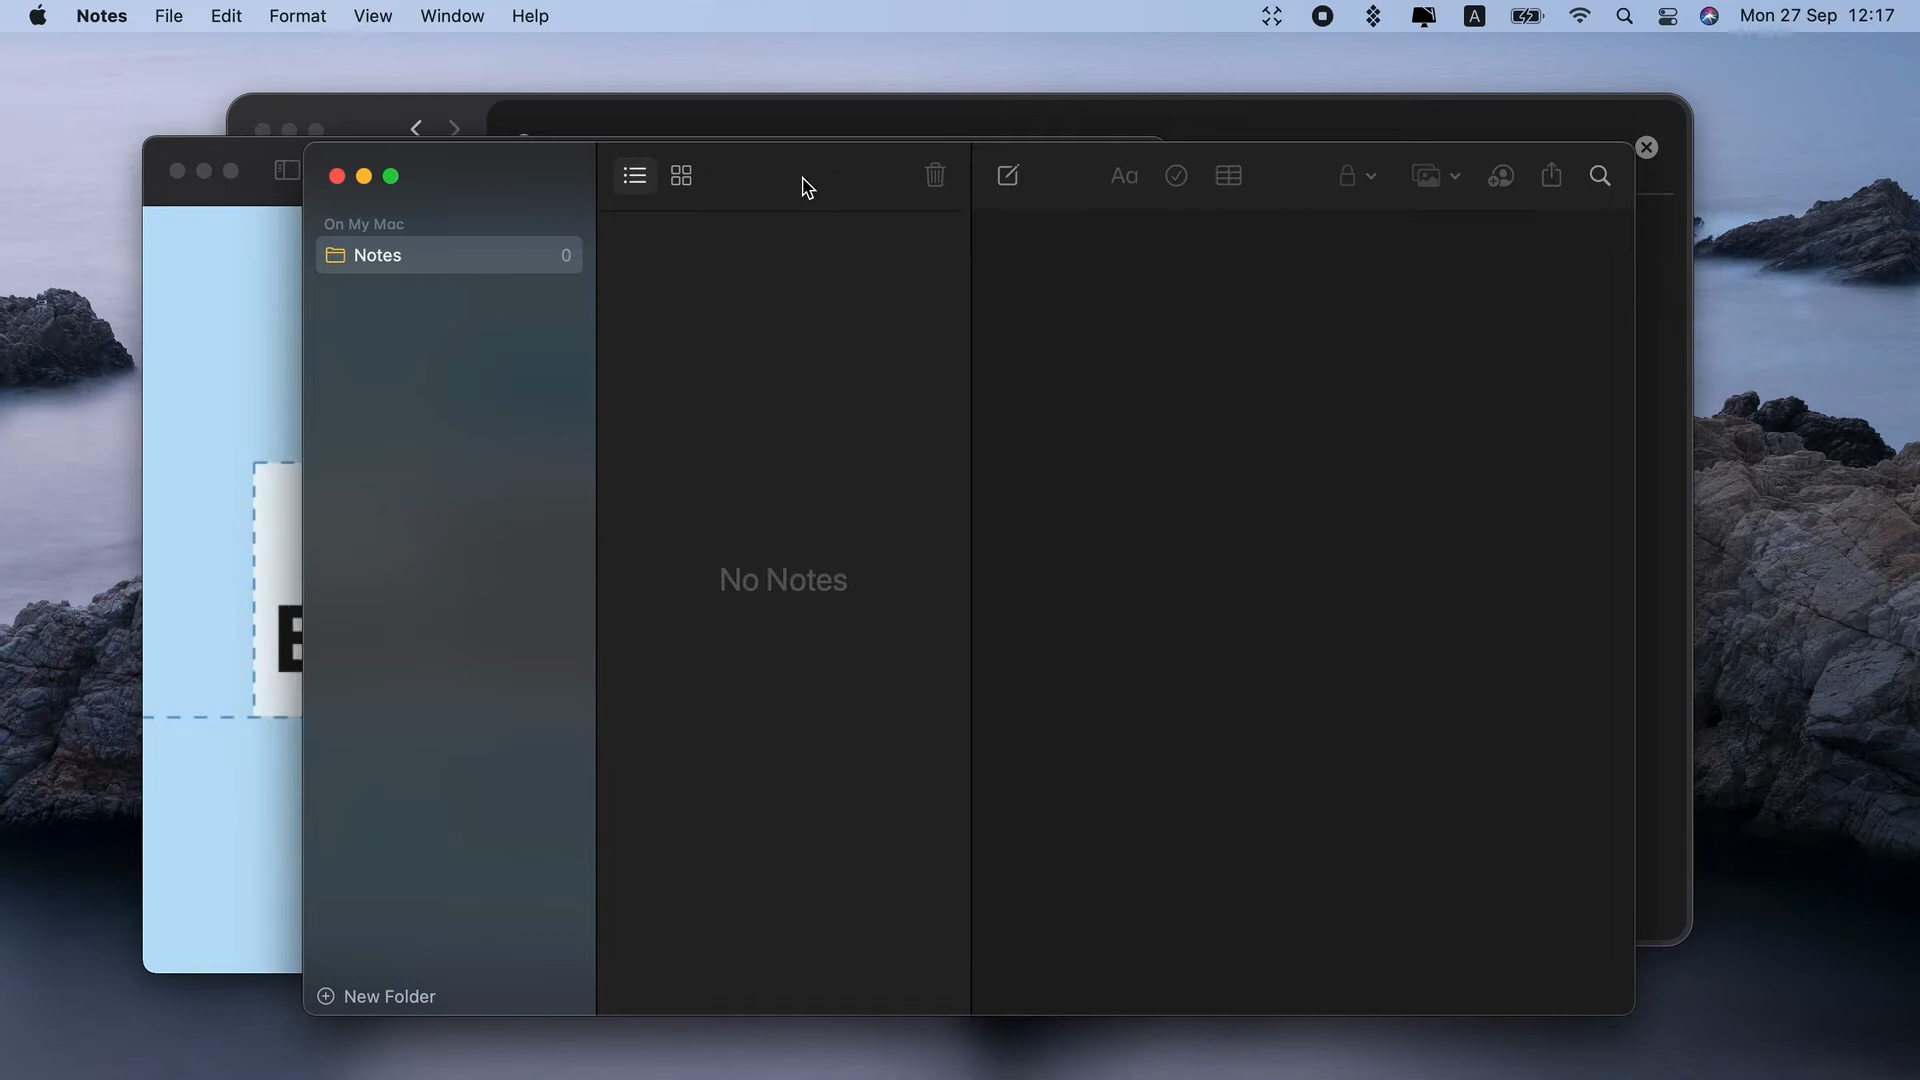 Notes File Edit Format View Window Help A Mon 27 Sep 12:17
Aa
On My Mac
Notes 0
No Notes
New Folder